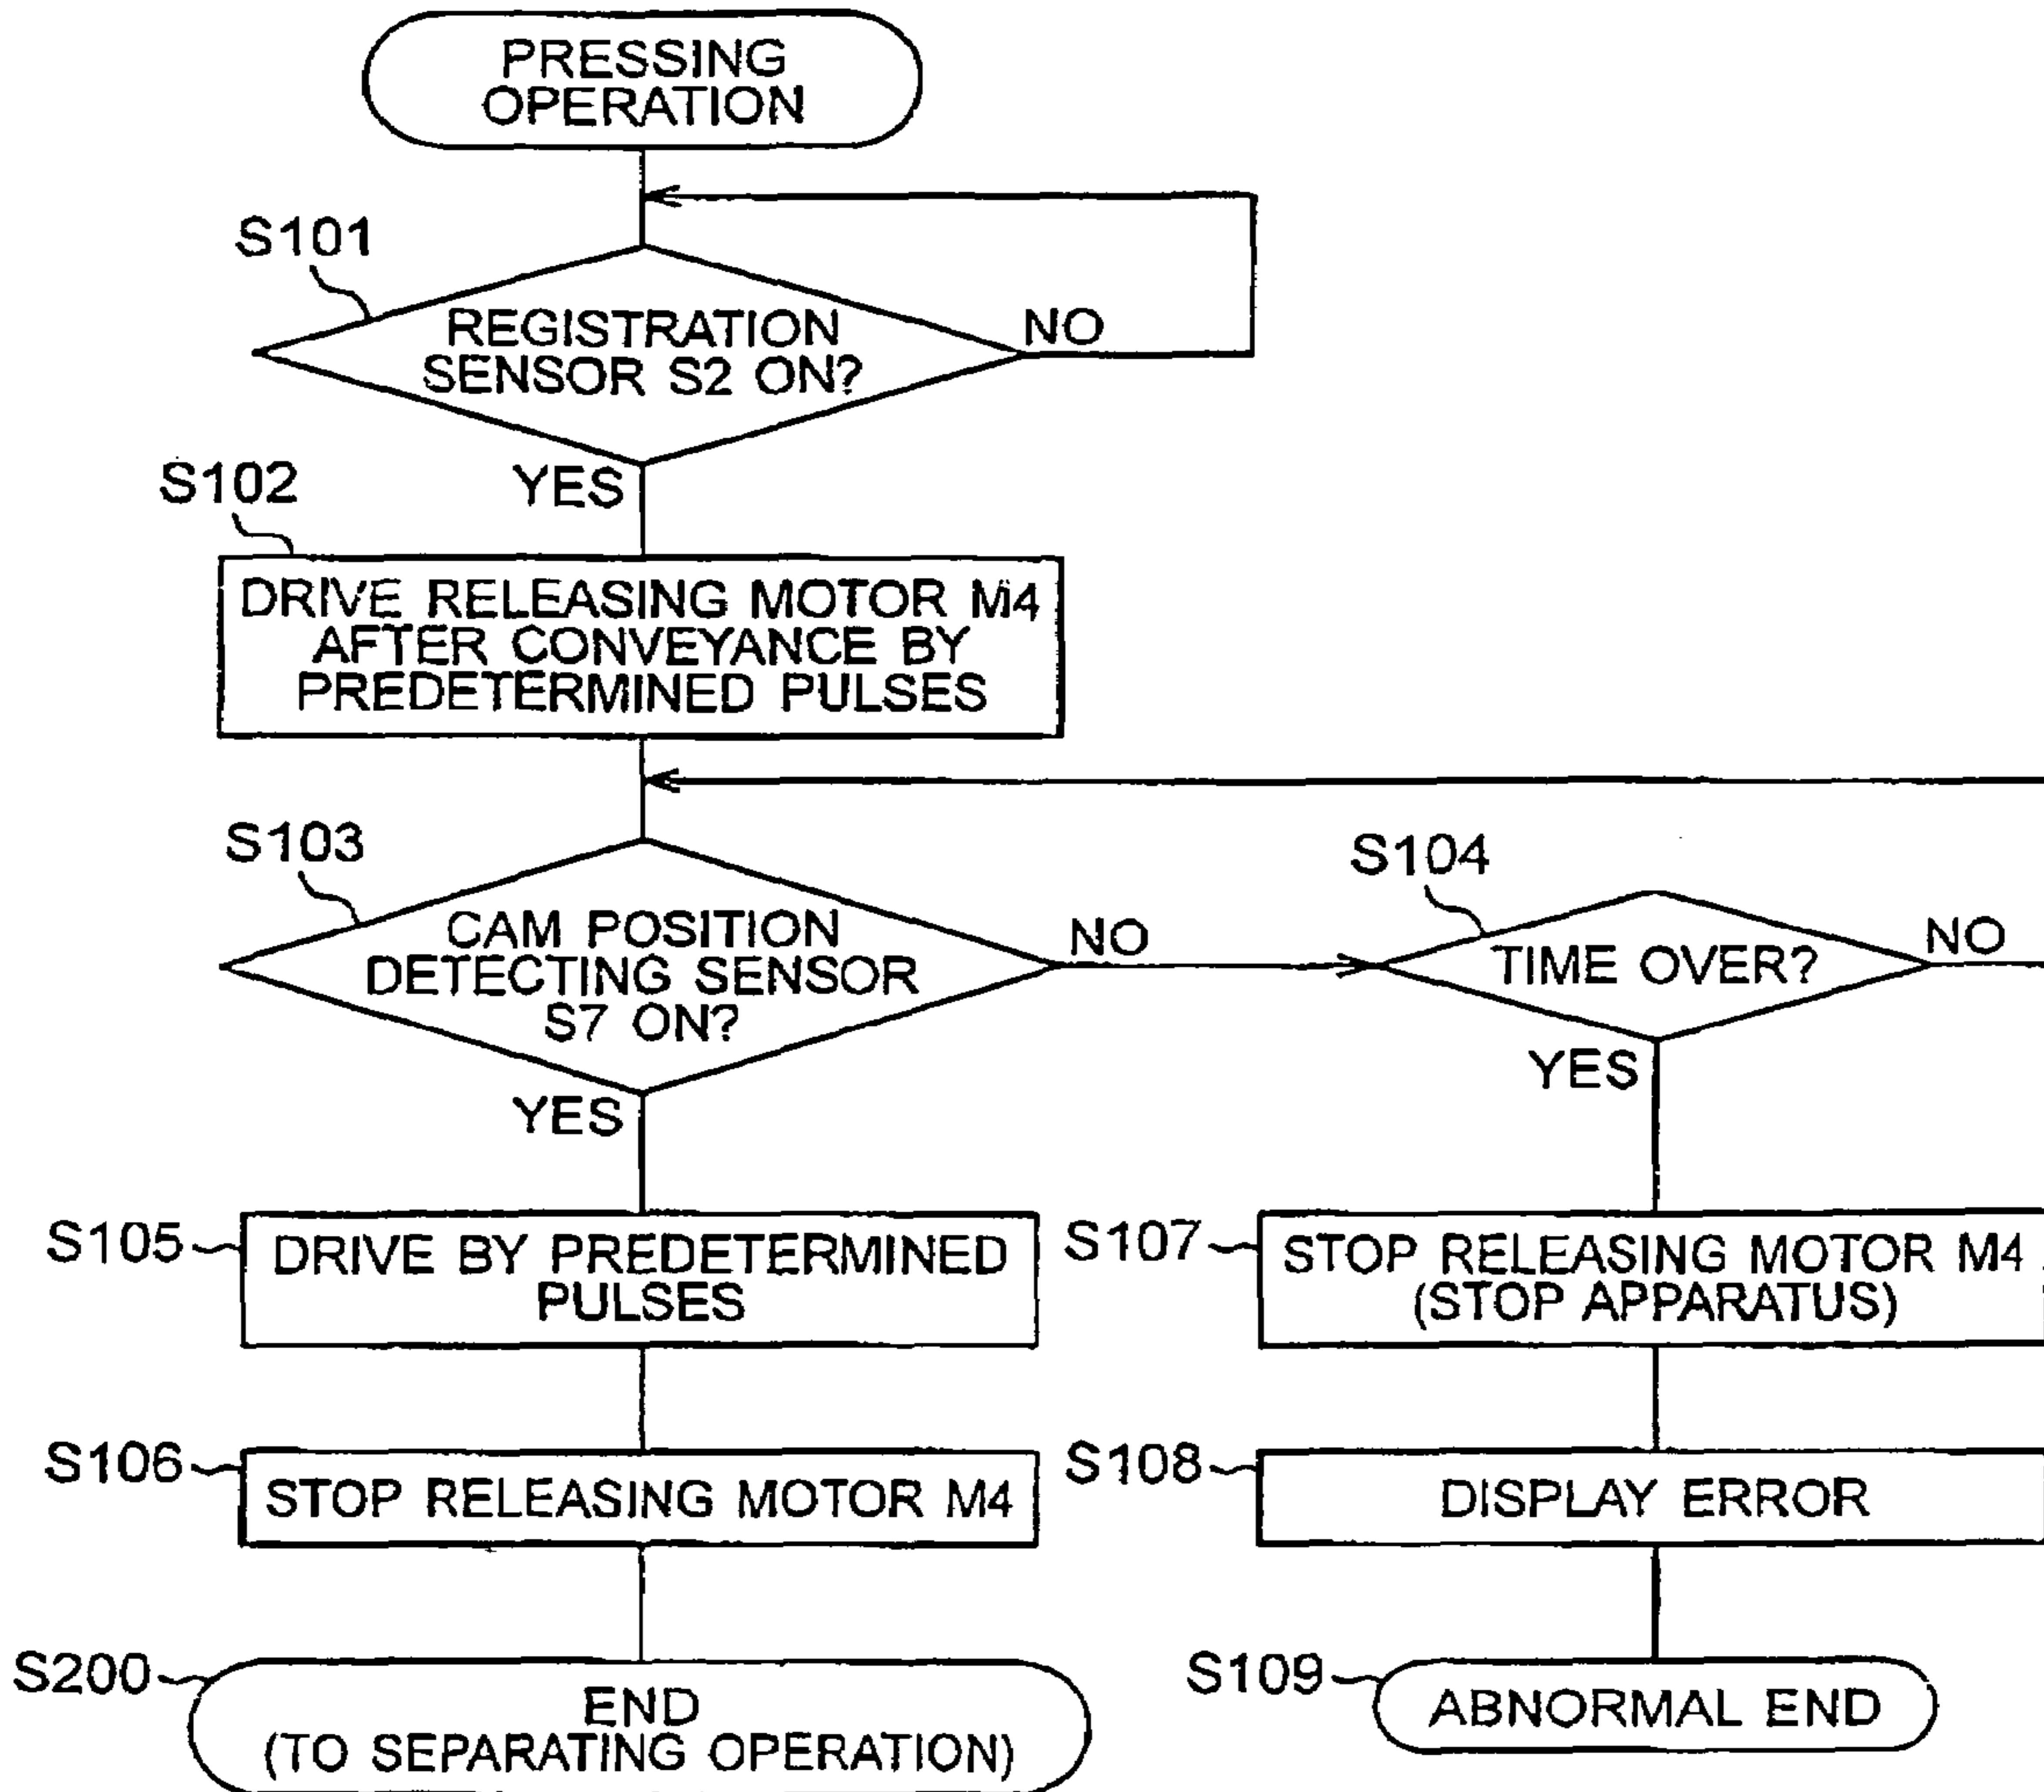 PRESSING
OPERATION
S101
REGISTRATION
SENSOR S2 ON?
NO
YES
S102
DRIVE RELEASING MOTOR M4
AFTER CONVEYANCE BY
PREDETERMINED PULSES
S103
CAM POSITION
DETECTING SENSOR
S7 ON?
NO
YES
S104
TIME OVER?
NO
YES
S105
DRIVE BY PREDETERMINED
PULSES
S107
STOP RELEASING MOTOR M4
(STOP APPARATUS)
S106
STOP RELEASING MOTOR M4
S108
DISPLAY ERROR
S200
END
(TO SEPARATING OPERATION)
S109
ABNORMAL END